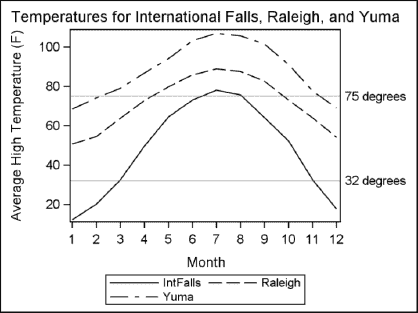 Temperatures for International Falls, Raleigh, and Yuma
Average High Temperature (F)
100
80
60
40
20
75 degrees
32 degrees
1 2 3 4 5 6 7 8 9 10 11 12
Month
IntFalls Raleigh
Yuma